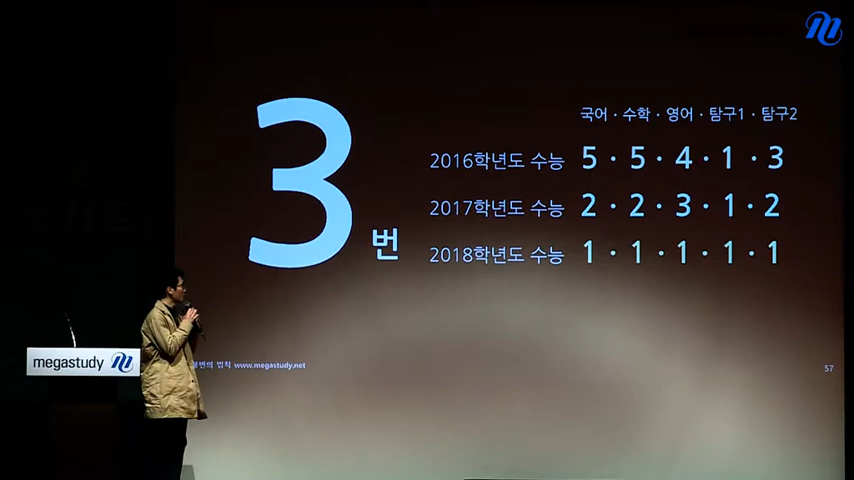 3번
국어 · 수학 · 영어 · 탐구1 · 탐구2
2016학년도 수능 5 · 5 · 4 · 1 · 3
2017학년도 수능 2 · 2 · 3 · 1 · 2
2018학년도 수능 1 · 1 · 1 · 1 · 1
megastudy
법칙 www.megastudy.net
57